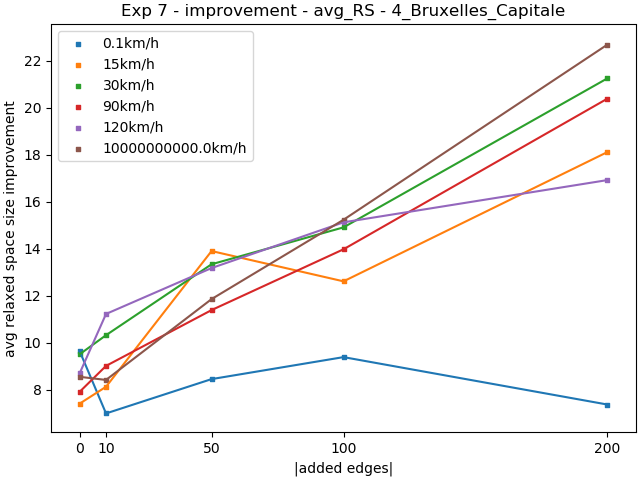 Exp 7 - improvement - avg_RS - 4_Bruxelles_Capitale
0.1km/h
15km/h
30km/h
90km/h
120km/h
10000000000.0km/h
avg relaxed space size improvement
22
20
18
16
14
12
10
8
0 10 50 100 200
|added edges|